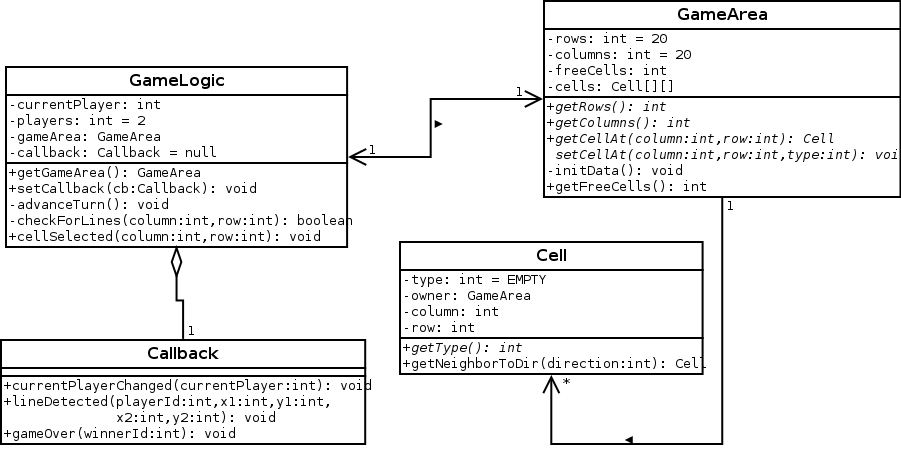 GameArea
-rows: int = 20
-columns: int = 20
-freeCells: int
-cells: Cell[][]
+getRows(): int
+getColumns(): int
+getCellAt(column:int,row:int): Cell
setCellAt(column:int,row:int,type:int): voi
-initData(): void
+getFreeCells(): int
GameLogic
-currentPlayer: int
-players: int = 2
-gameArea: GameArea
-callback: Callback = null
+getGameArea(): GameArea
+setCallback(cb:Callback): void
-advanceTurn(): void
-checkForLines(column:int,row:int): boolean
+cellSelected(column:int,row:int): void
1
1
1
Cell
-type: int = EMPTY
-owner: GameArea
-column: int
-row: int
+getType(): int
+getNeighborToDir(direction:int): Cell
*
1
Callback
+currentPlayerChanged(currentPlayer:int): void
+lineDetected(playerId:int,x1:int,y1:int,
x2:int,y2:int): void
+gameOver(winnerId:int): void